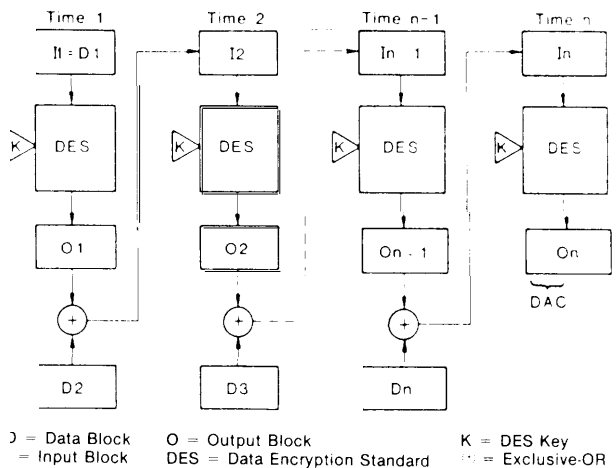 Time 1 Time 2 Time n-1 Time n
I1 = D1 I2 In - 1 In
K DES K DES K DES K DES
O1 O2 On - 1 On
+ + + DAC
D2 D3 Dn
D = Data Block O = Output Block K = DES Key
= Input Block DES = Data Encryption Standard = Exclusive-OR